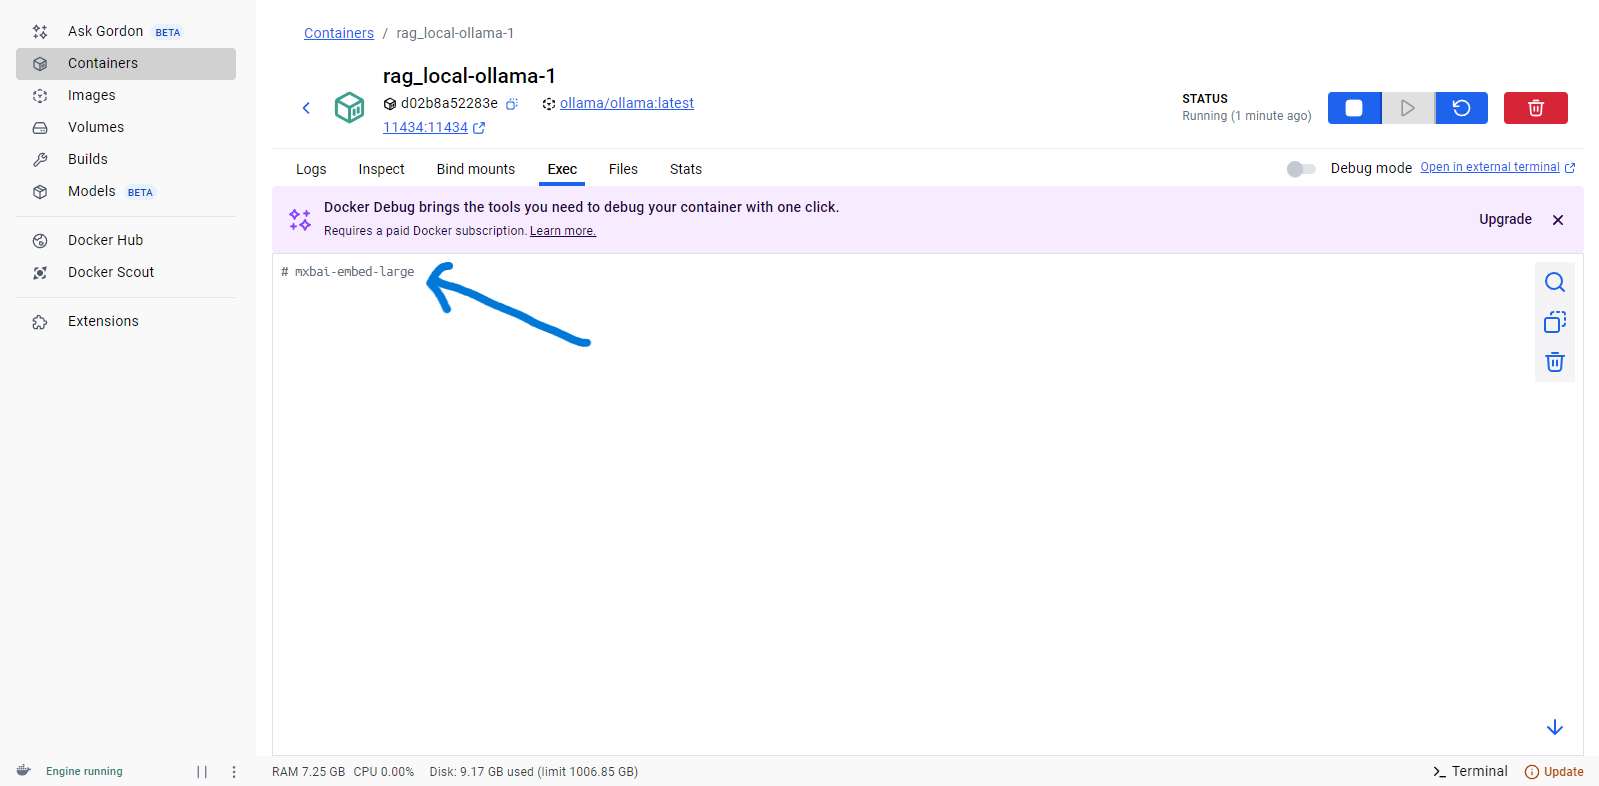 Ask Gordon BETA
Containers
Images
Volumes
Builds
Models BETA
Docker Hub
Docker Scout
Extensions
Containers / rag_local-ollama-1
rag_local-ollama-1
d02b8a52283e ollama/ollama:latest
11434:11434
STATUS
Running (1 minute ago)
Logs Inspect Bind mounts Exec Files Stats
Debug mode Open in external terminal
Docker Debug brings the tools you need to debug your container with one click.
Requires a paid Docker subscription. Learn more.
Upgrade
# mxbai-embed-large
Engine running
RAM 7.25 GB CPU 0.00% Disk: 9.17 GB used (limit 1006.85 GB)
Terminal
Update